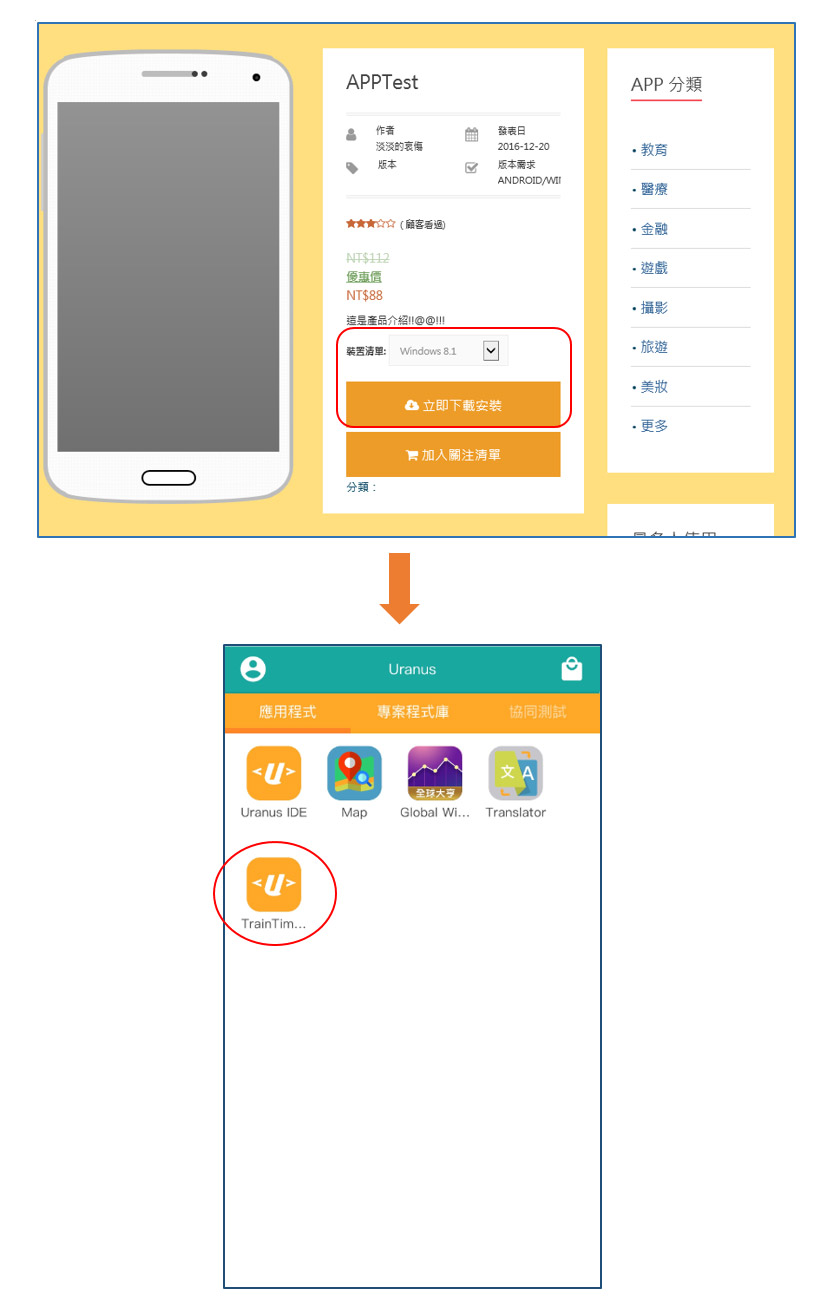 APPTest
作者
淡淡的哀傷
發表日
2016-12-20
版本
版本需求
ANDROID/WI
( 顧客看過)
NT$112
優惠價
NT$88
這是產品介紹!!@@!!!
裝置清單: Windows 8.1
立即下載安裝
加入關注清單
分類：
APP 分類
• 教育
• 醫療
• 金融
• 遊戲
• 攝影
• 旅遊
• 美妝
• 更多
Uranus
應用程式 專案程式庫 協同測試
<U> 全球大亨 文 A
Uranus IDE Map Global Wi... Translator
<U>
TrainTim...